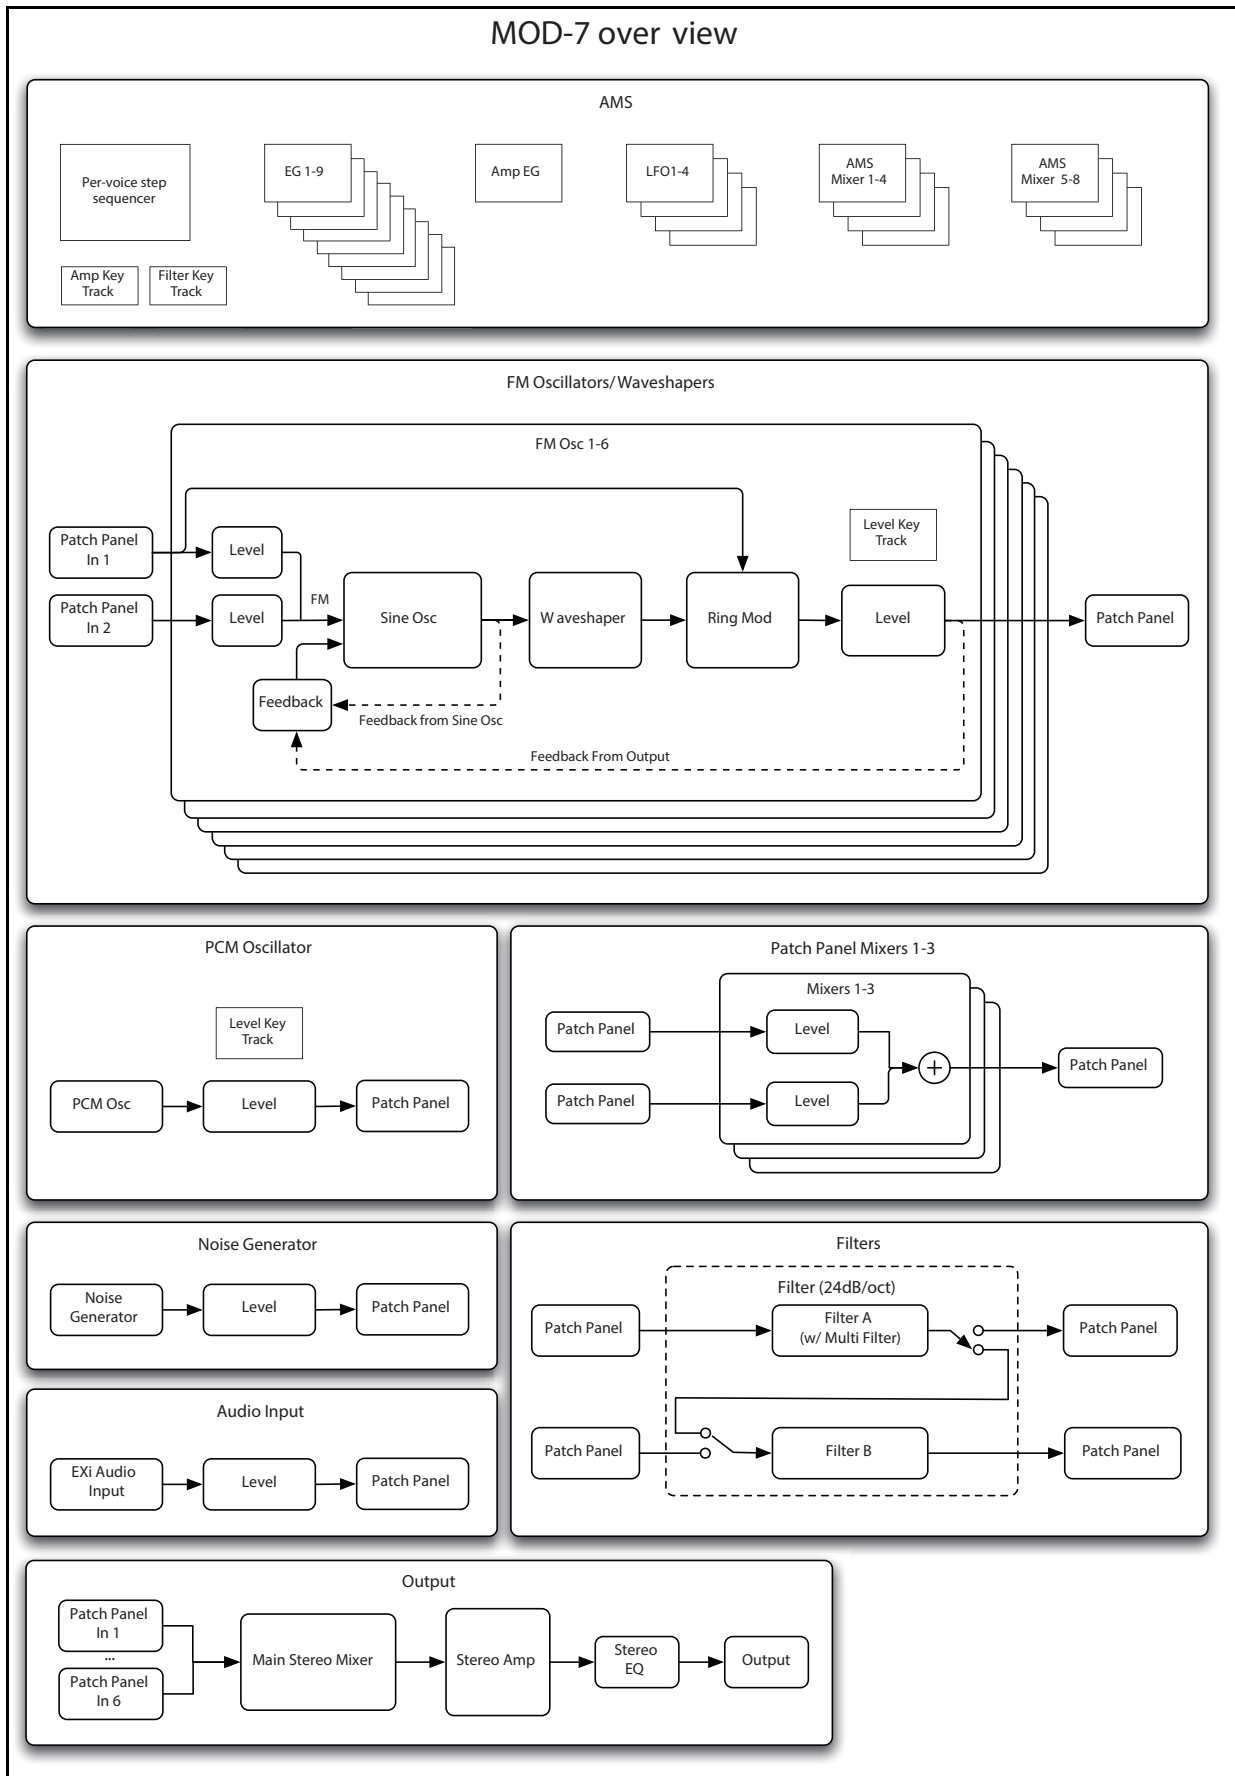 MOD-7 over view
AMS
Per-voice step
sequencer
EG 1-9
Amp EG
LFO1-4
AMS
Mixer 1-4
AMS
Mixer 5-8
Amp Key
Track
Filter Key
Track
FM Oscillators/Waveshapers
FM Osc 1-6
Patch Panel
In 1
Level
Level Key
Track
Patch Panel
In 2
Level
FM
Sine Osc
Waveshaper
Ring Mod
Level
Patch Panel
Feedback
Feedback from Sine Osc
Feedback From Output
PCM Oscillator
Level Key
Track
PCM Osc
Level
Patch Panel
Patch Panel Mixers 1-3
Mixers 1-3
Patch Panel
Level
Patch Panel
Level
+
Patch Panel
Noise Generator
Noise
Generator
Level
Patch Panel
Filters
Filter (24dB/oct)
Patch Panel
Filter A
(w/ Multi Filter)
Patch Panel
Patch Panel
Filter B
Patch Panel
Audio Input
EXi Audio
Input
Level
Patch Panel
Output
Patch Panel
In 1
...
Patch Panel
In 6
Main Stereo Mixer
Stereo Amp
Stereo
EQ
Output